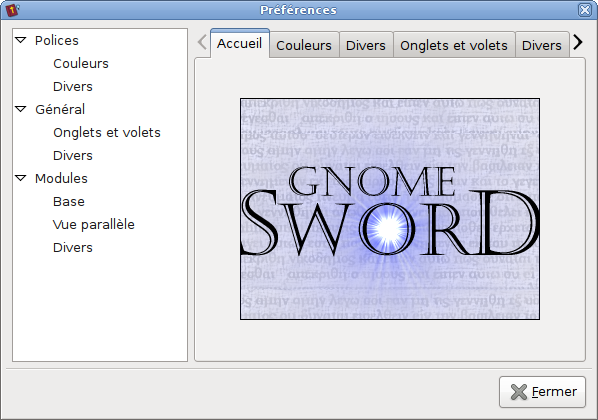 Préférences
Polices
Couleurs
Divers
Général
Onglets et volets
Divers
Modules
Base
Vue parallèle
Divers
Accueil Couleurs Divers Onglets et volets Divers
GNOME
SWORD
Fermer